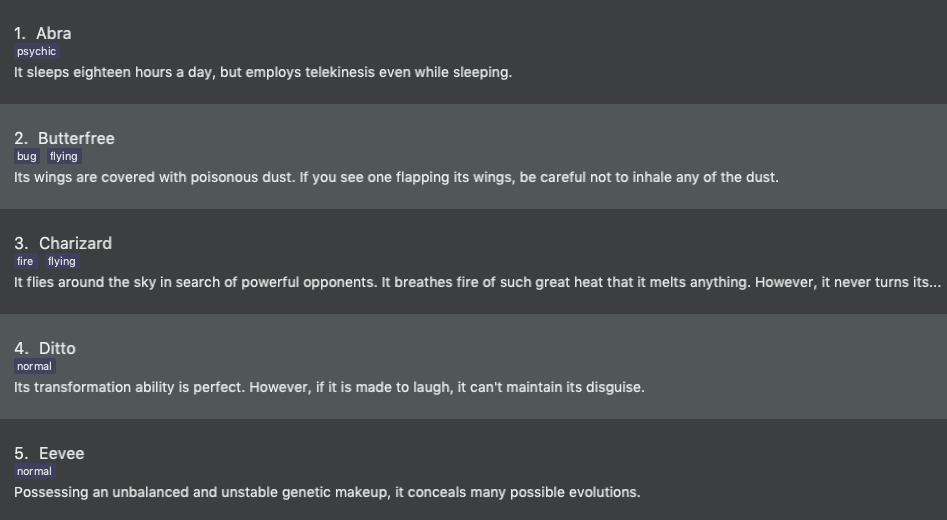 1. Abra
psychic
It sleeps eighteen hours a day, but employs telekinesis even while sleeping.
2. Butterfree
bug flying
Its wings are covered with poisonous dust. If you see one flapping its wings, be careful not to inhale any of the dust.
3. Charizard
fire flying
It flies around the sky in search of powerful opponents. It breathes fire of such great heat that it melts anything. However, it never turns its...
4. Ditto
normal
Its transformation ability is perfect. However, if it is made to laugh, it can't maintain its disguise.
5. Eevee
normal
Possessing an unbalanced and unstable genetic makeup, it conceals many possible evolutions.